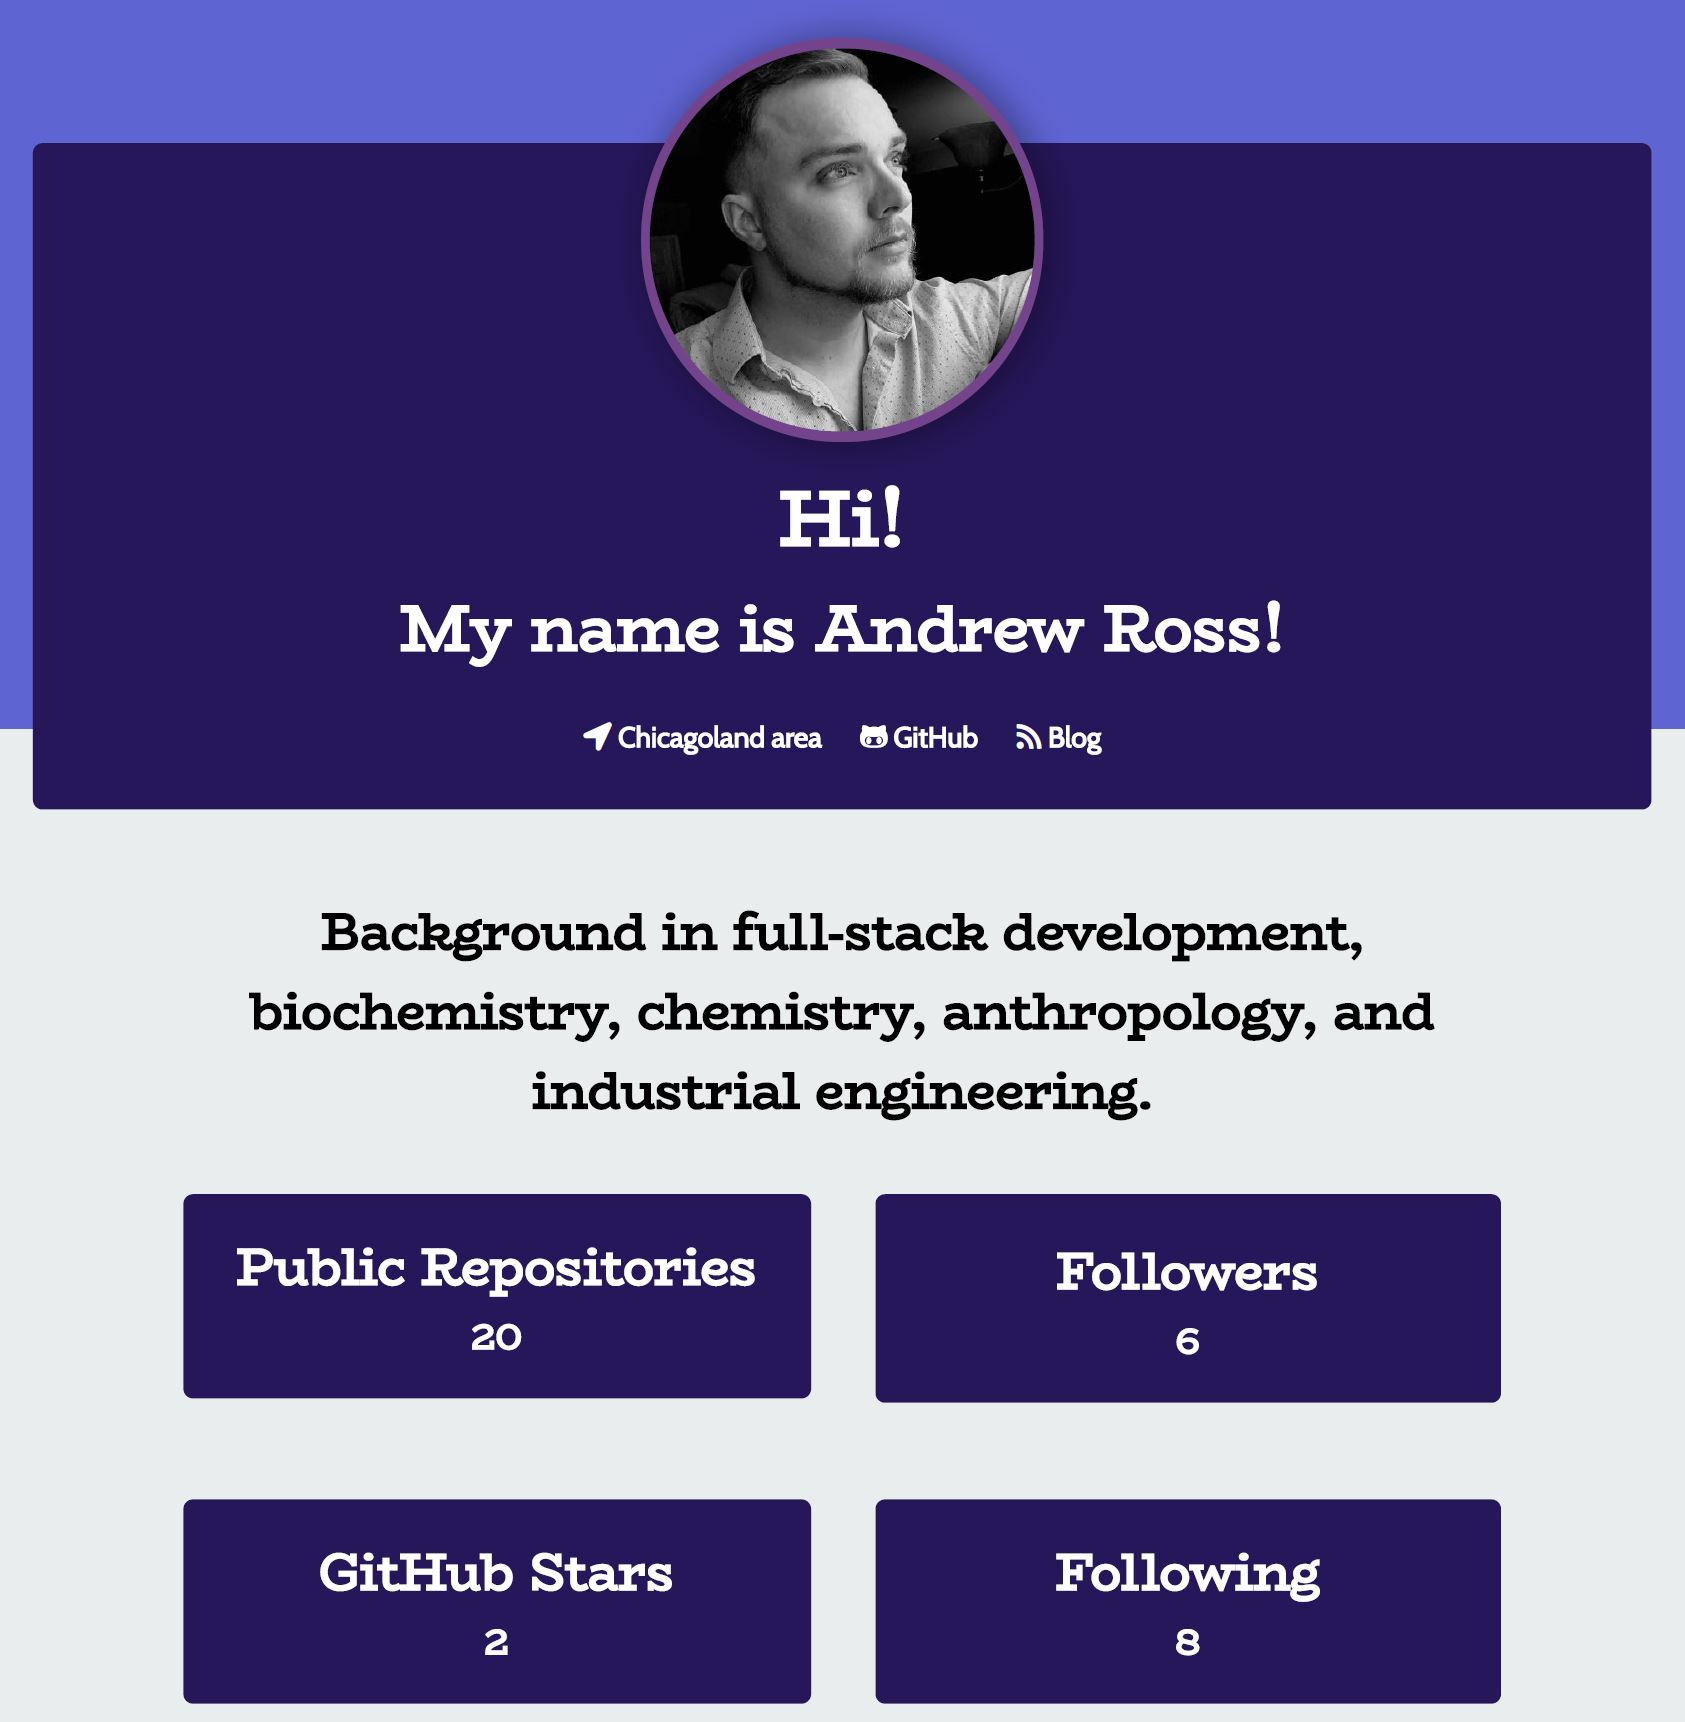 Hi!
My name is Andrew Ross!
Chicagoland area GitHub Blog
Background in full-stack development,
biochemistry, chemistry, anthropology, and
industrial engineering.
Public Repositories
20
Followers
6
GitHub Stars
2
Following
8